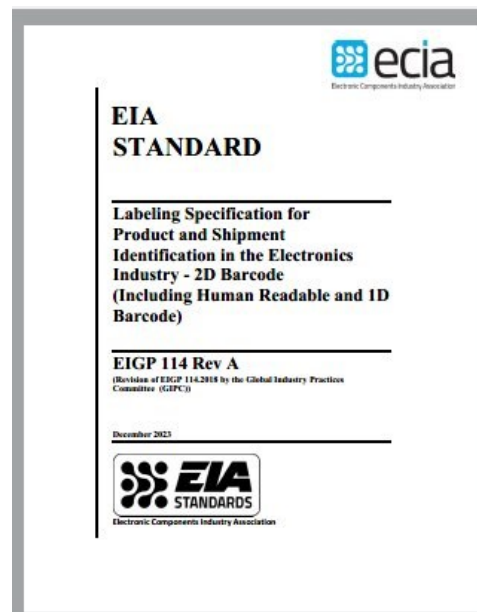 ecia
Electronic Components Industry Association
EIA
STANDARD
Labeling Specification for
Product and Shipment
Identification in the Electronics
Industry - 2D Barcode
(Including Human Readable and 1D
Barcode)
EIGP 114 Rev A
(Revision of EIGP 114.2018 by the Global Industry Practices
Committee (GIPC))
December 2023
EIA
STANDARDS
Electronic Components Industry Association